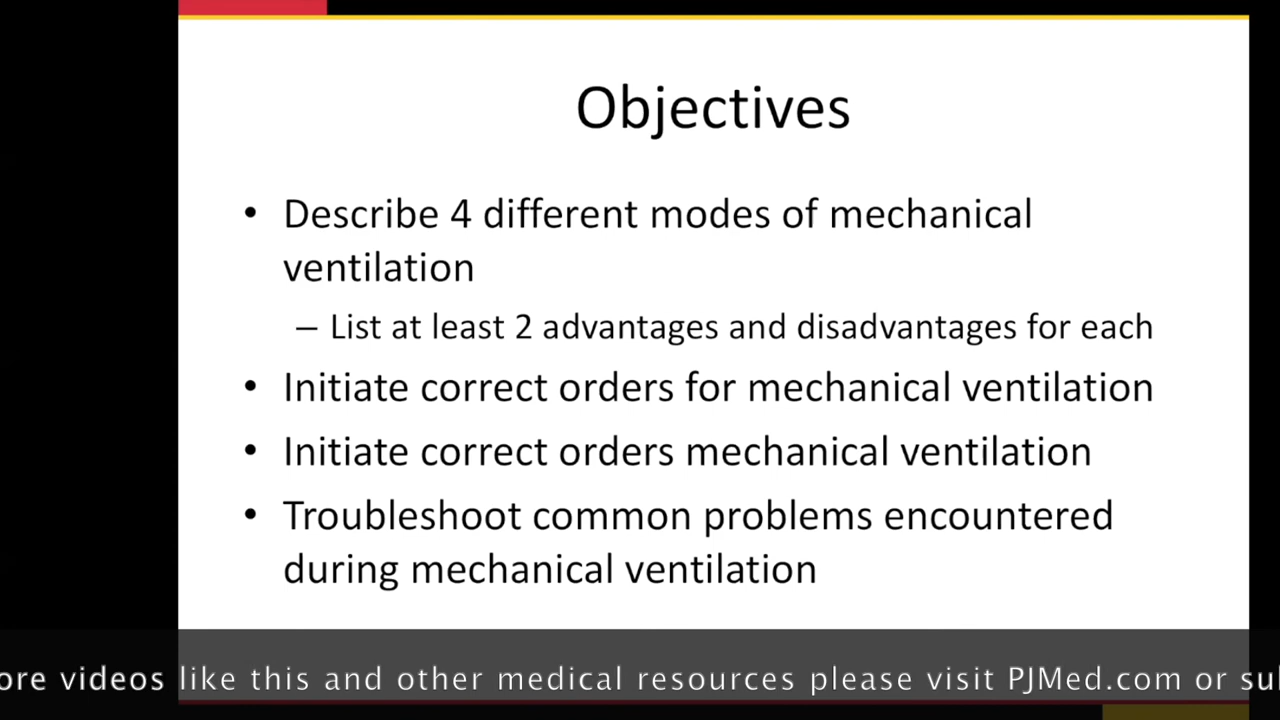 Objectives
• Describe 4 different modes of mechanical
ventilation
– List at least 2 advantages and disadvantages for each
• Initiate correct orders for mechanical ventilation
• Initiate correct orders mechanical ventilation
• Troubleshoot common problems encountered
during mechanical ventilation
videos like this and other medical resources please visit PJMed.com or